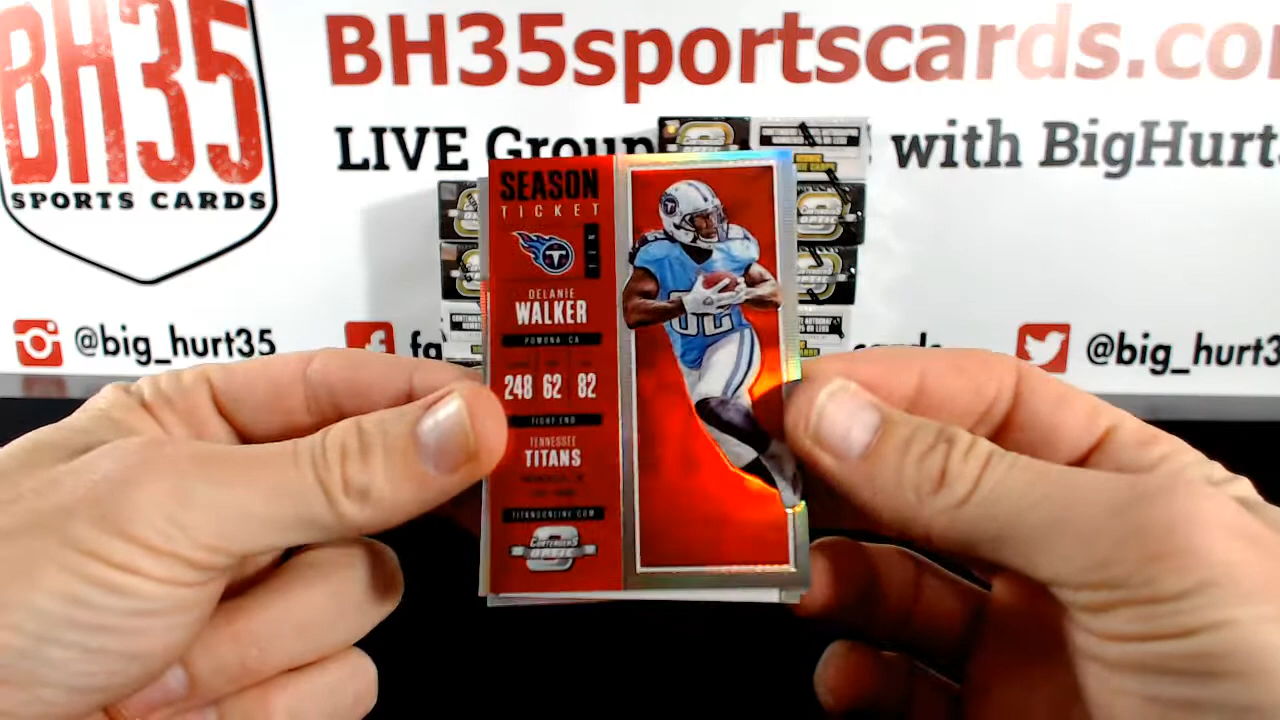 BH35
SPORTS CARDS
BH35sportscards.co
LIVE Group
with BigHurt
@big_hurt35
@big_hurt35
SEASON
TICKET
DELANIE
WALKER
POMONA, CA
248 62 82
TIGHT END
TENNESSEE
TITANS
TITANSONLINE.COM
CONTENDERS
OPTIC